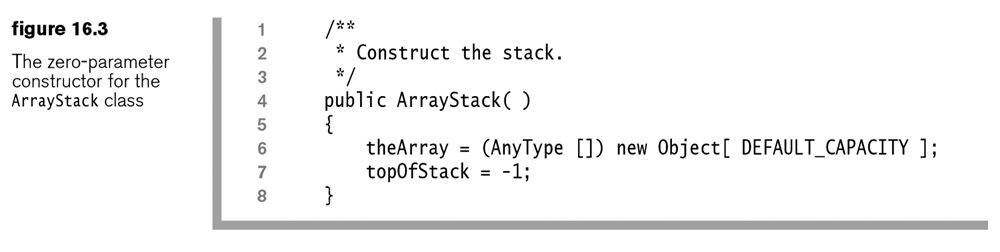 figure 16.3
The zero-parameter
constructor for the
ArrayStack class
1 /**
2 * Construct the stack.
3 */
4 public ArrayStack( )
5 {
6 theArray = (AnyType []) new Object[ DEFAULT_CAPACITY ];
7 topOfStack = -1;
8 }